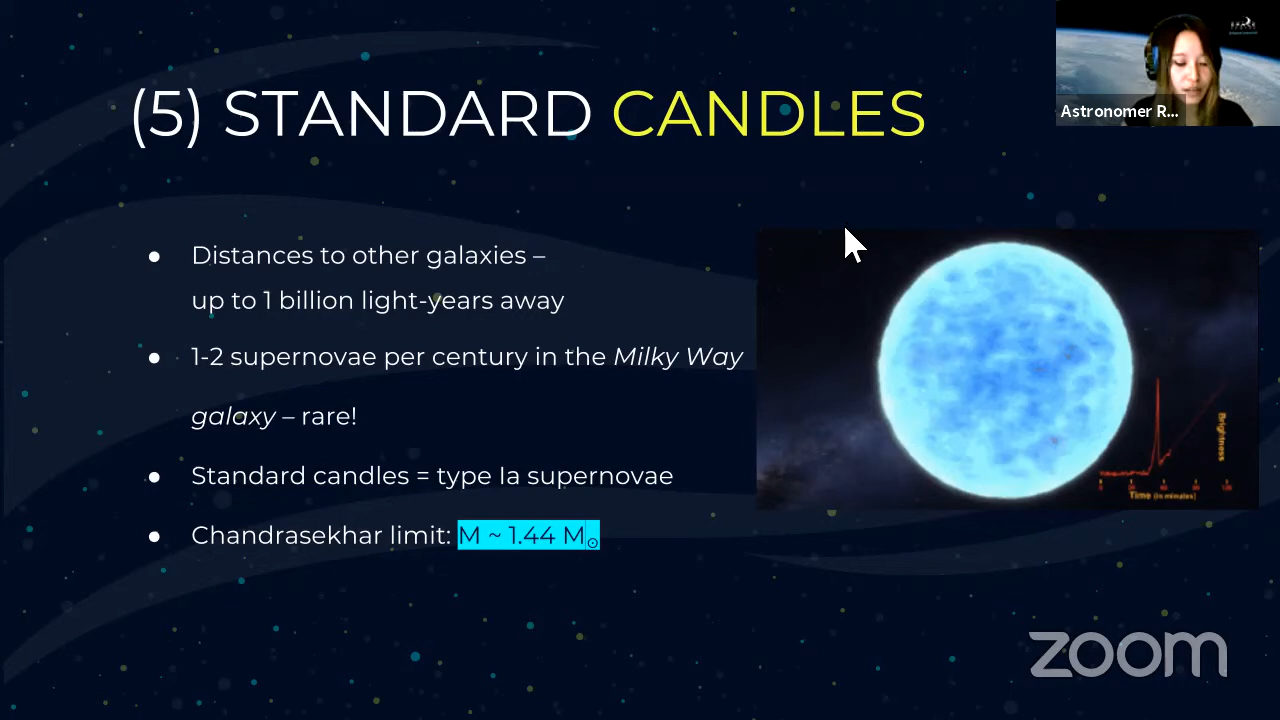 (5) STANDARD CANDLES
Astronomer R...
● Distances to other galaxies –
up to 1 billion light-years away
● 1-2 supernovae per century in the Milky Way
galaxy – rare!
● Standard candles = type Ia supernovae
● Chandrasekhar limit: M ~ 1.44 M☉
Brightness
Time (in minutes)
zoom